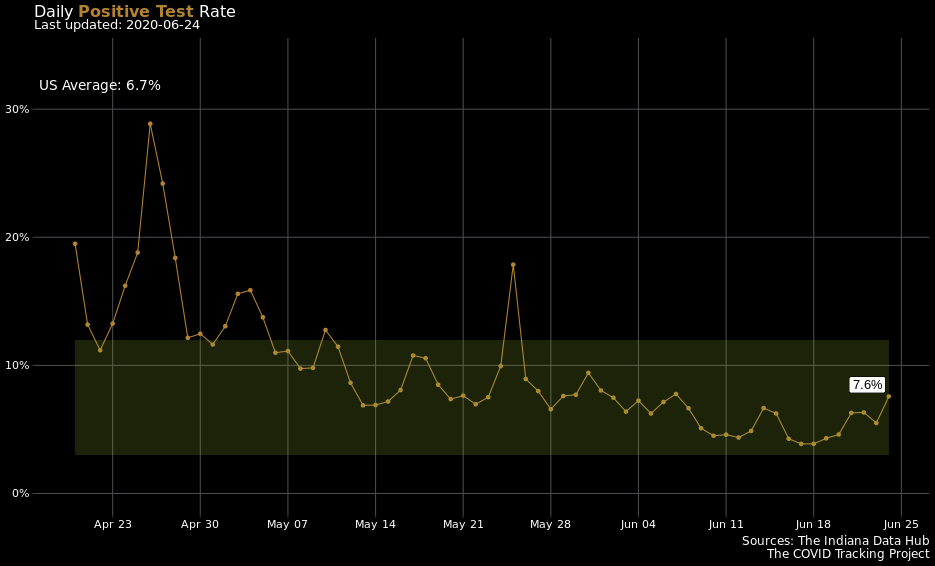 Daily Positive Test Rate
Last updated: 2020-06-24
US Average: 6.7%
30%
20%
10%
0%
7.6%
Apr 23
Apr 30
May 07
May 14
May 21
May 28
Jun 04
Jun 11
Jun 18
Jun 25
Sources: The Indiana Data Hub
The COVID Tracking Project